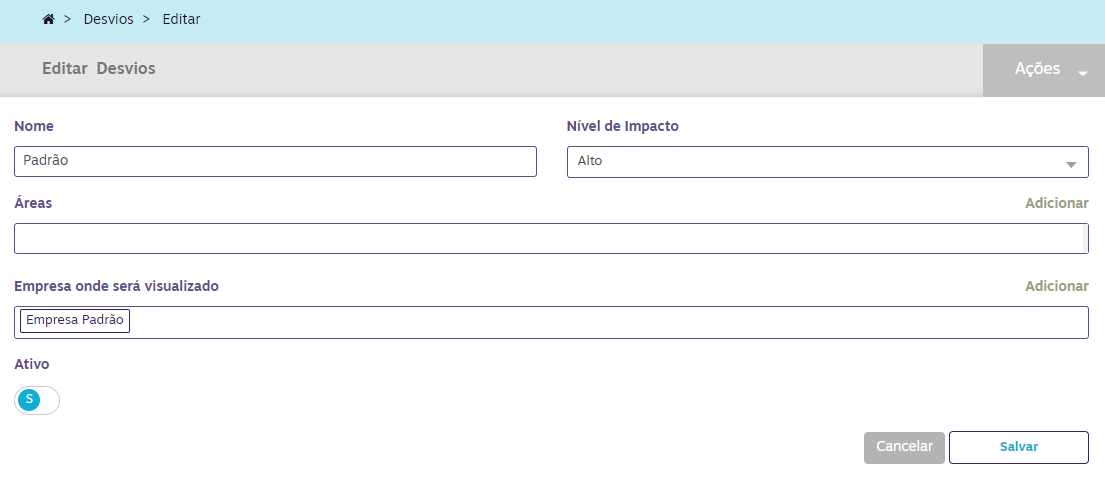 > Desvios > Editar
Editar Desvios
Ações
Nome
Nível de Impacto
Padrão
Alto
Áreas
Adicionar
Empresa onde será visualizado
Adicionar
Empresa Padrão
Ativo
S
Cancelar
Salvar